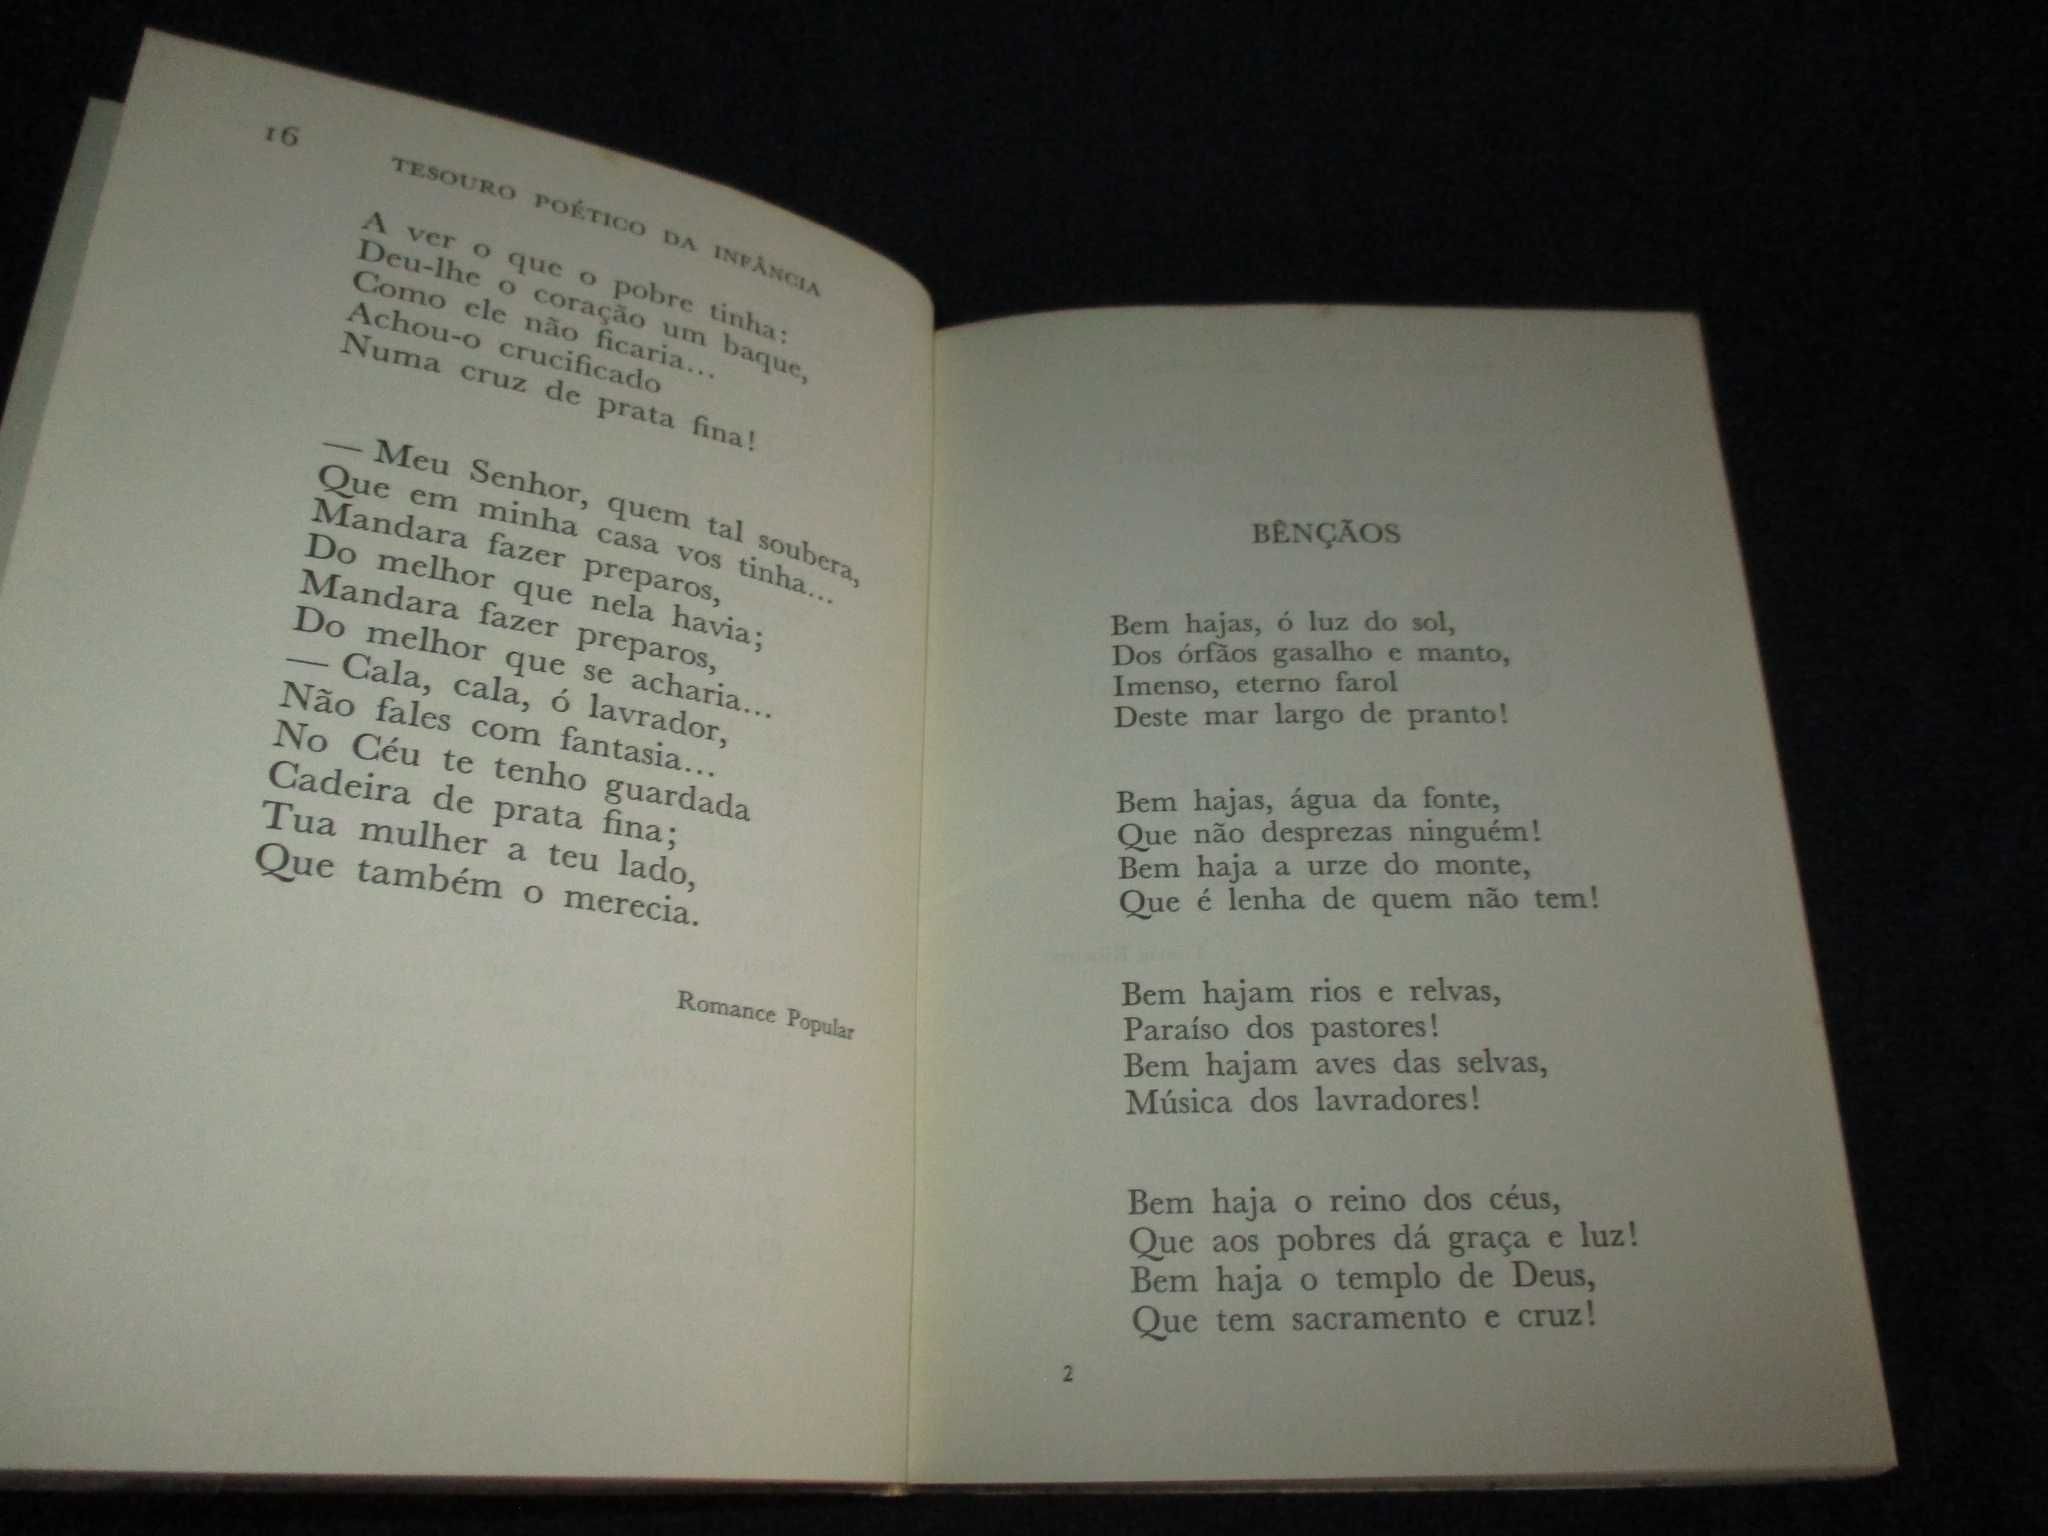 16
TESOURO POÉTICO DA INFÂNCIA
A ver o que o pobre tinha:
Deu-lhe o coração um baque,
Como ele não ficaria...
Achou-o crucificado
Numa cruz de prata fina!
— Meu Senhor, quem tal soubera,
Que em minha casa vos tinha...
Mandara fazer preparos,
Do melhor que nela havia;
Mandara fazer preparos,
Do melhor que se acharia...
— Cala, cala, ó lavrador,
Não fales com fantasia...
No Céu te tenho guardada
Cadeira de prata fina;
Tua mulher a teu lado,
Que também o merecia.
Romance Popular
BÊNÇÃOS
Bem hajas, ó luz do sol,
Dos órfãos gasalho e manto,
Imenso, eterno farol
Deste mar largo de pranto!
Bem hajas, água da fonte,
Que não desprezas ninguém!
Bem haja a urze do monte,
Que é lenha de quem não tem!
Bem hajam rios e relvas,
Paraíso dos pastores!
Bem hajam aves das selvas,
Música dos lavradores!
Bem haja o reino dos céus,
Que aos pobres dá graça e luz!
Bem haja o templo de Deus,
Que tem sacramento e cruz!
2